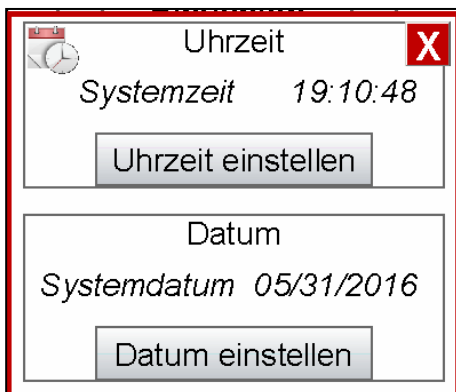 Uhrzeit
X
Systemzeit 19:10:48
Uhrzeit einstellen
Datum
Systemdatum 05/31/2016
Datum einstellen